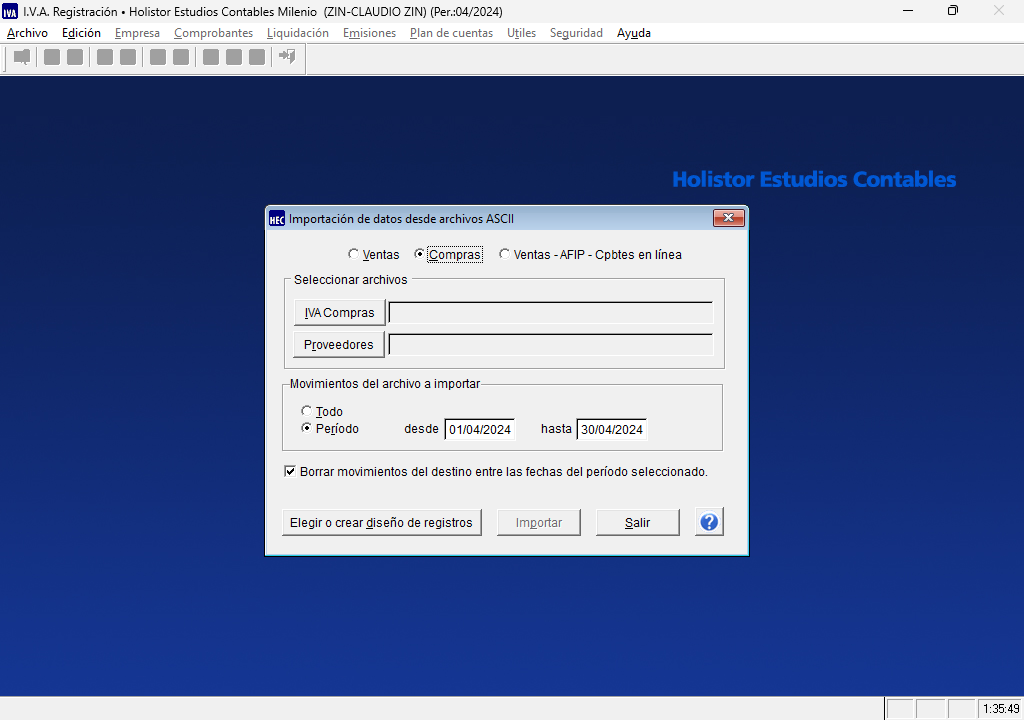 IVA I.V.A. Registración • Holistor Estudios Contables Milenio (ZIN-CLAUDIO ZIN) (Per.:04/2024)
Archivo Edición Empresa Comprobantes Liquidación Emisiones Plan de cuentas Utiles Seguridad Ayuda
Holistor Estudios Contables
HEC Importación de datos desde archivos ASCII
Ventas Compras Ventas - AFIP - Cpbtes en línea
Seleccionar archivos
IVA Compras
Proveedores
Movimientos del archivo a importar
Todo
Período desde 01/04/2024 hasta 30/04/2024
Borrar movimientos del destino entre las fechas del período seleccionado.
Elegir o crear diseño de registros Importar Salir ?
1:35:49